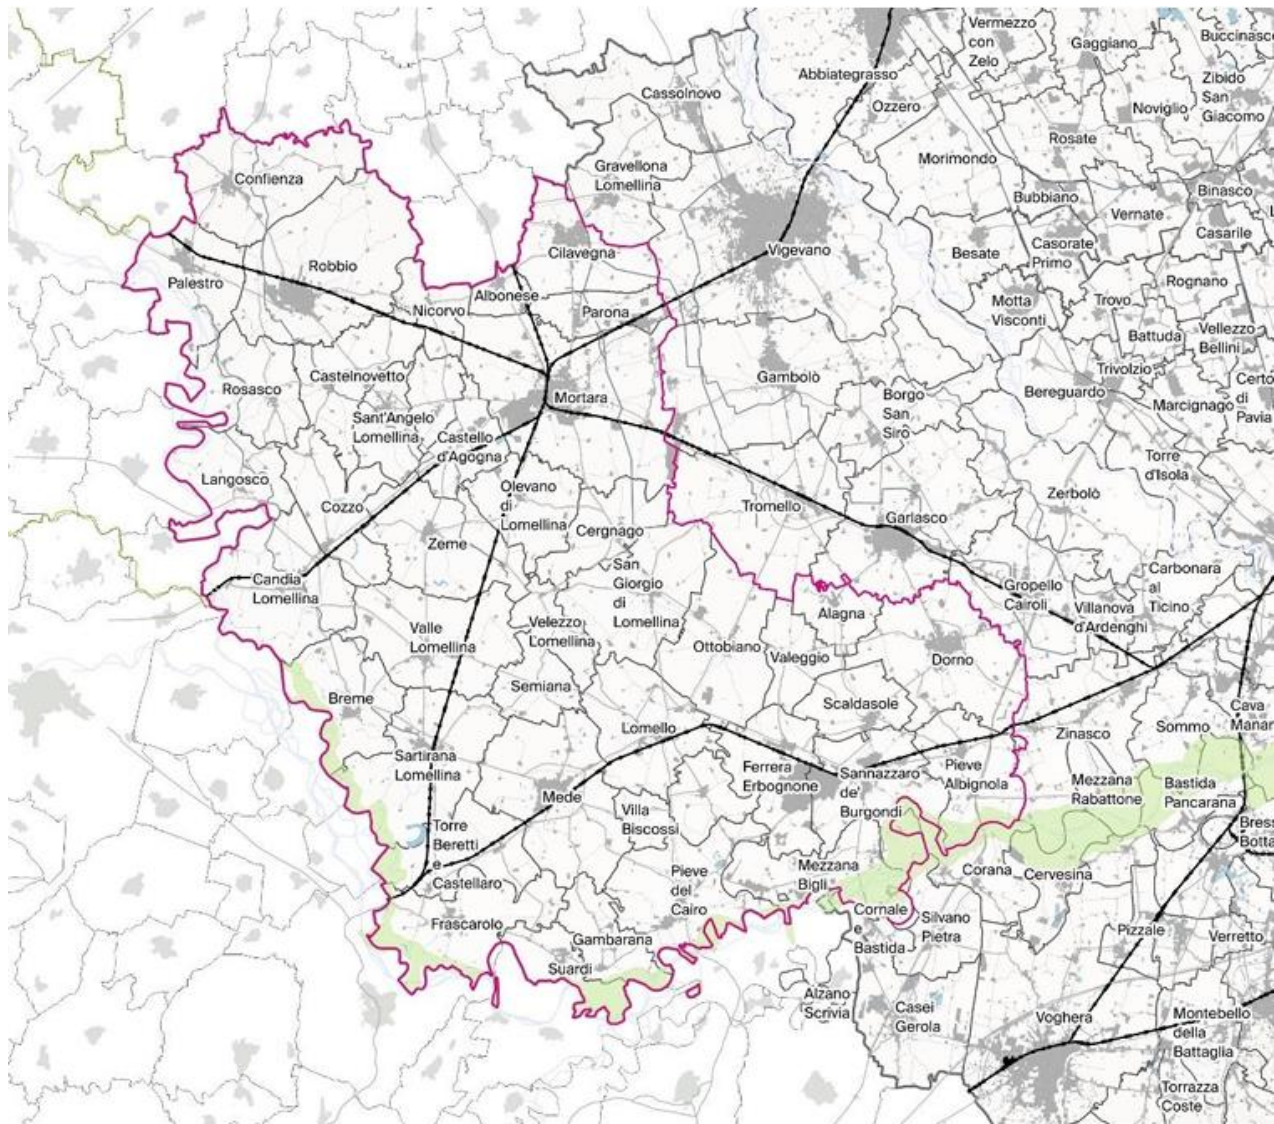 Vermezzo
con
Zelo
Gaggiano
Buccinasc
Abbiategrasso
Zibido
San
Giacomo
Cassolnovo
Ozzero
Noviglio
Rosate
Morimondo
Gravellona
Lomellina
Confienza
Bubbiano
Binasco
Vernate
Casarile
L
Cilavegna
Vigevano
Besate
Casorate
Primo
Robbio
Palestro
Rognano
Albonese
Nicorvo
Parona
Motta
Visconti
Trovo
Battuda
Vellezzo
Bellini
Trivolzio
Castelnovetto
Gambolò
Rosasco
Mortara
Borgo
San
Siro
Bereguardo
Certo
di
Pavia
Marcignago
Sant'Angelo
Lomellina
Castello
d'Agogna
Torre
d'Isola
Langosco
Olevano
di
Lomellina
Cozzo
Tromello
Zerbolò
Garlasco
Cergnago
Zeme
San
Giorgio
di
Lomellina
Candia
Lomellina
Gropello
Cairoli
Carbonara
al
Ticino
Villanova
d'Ardenghi
Alagna
Valle
Lomellina
Velezzo
Lomellina
Ottobiano
Valeggio
Dorno
Semiana
Breme
Scaldasole
Lomello
Zinasco
Sommo
Cava
Manar
Sartirana
Lomellina
Ferrera
Erbognone
Sannazzaro
de'
Burgondi
Pieve
Albignola
Mezzana
Rabattone
Bastida
Pancarana
Mede
Villa
Biscossi
Torre
Beretti
e
Castellaro
Bress
Botta
Mezzana
Bigli
Pieve
del
Cairo
Corana
Cervesina
Frascarolo
Cornale
e
Bastida
Silvano
Pietra
Gambarana
Pizzale
Verretto
Suardi
Alzano
Scrivia
Casei
Gerola
Voghera
Montebello
della
Battaglia
Torrazza
Coste